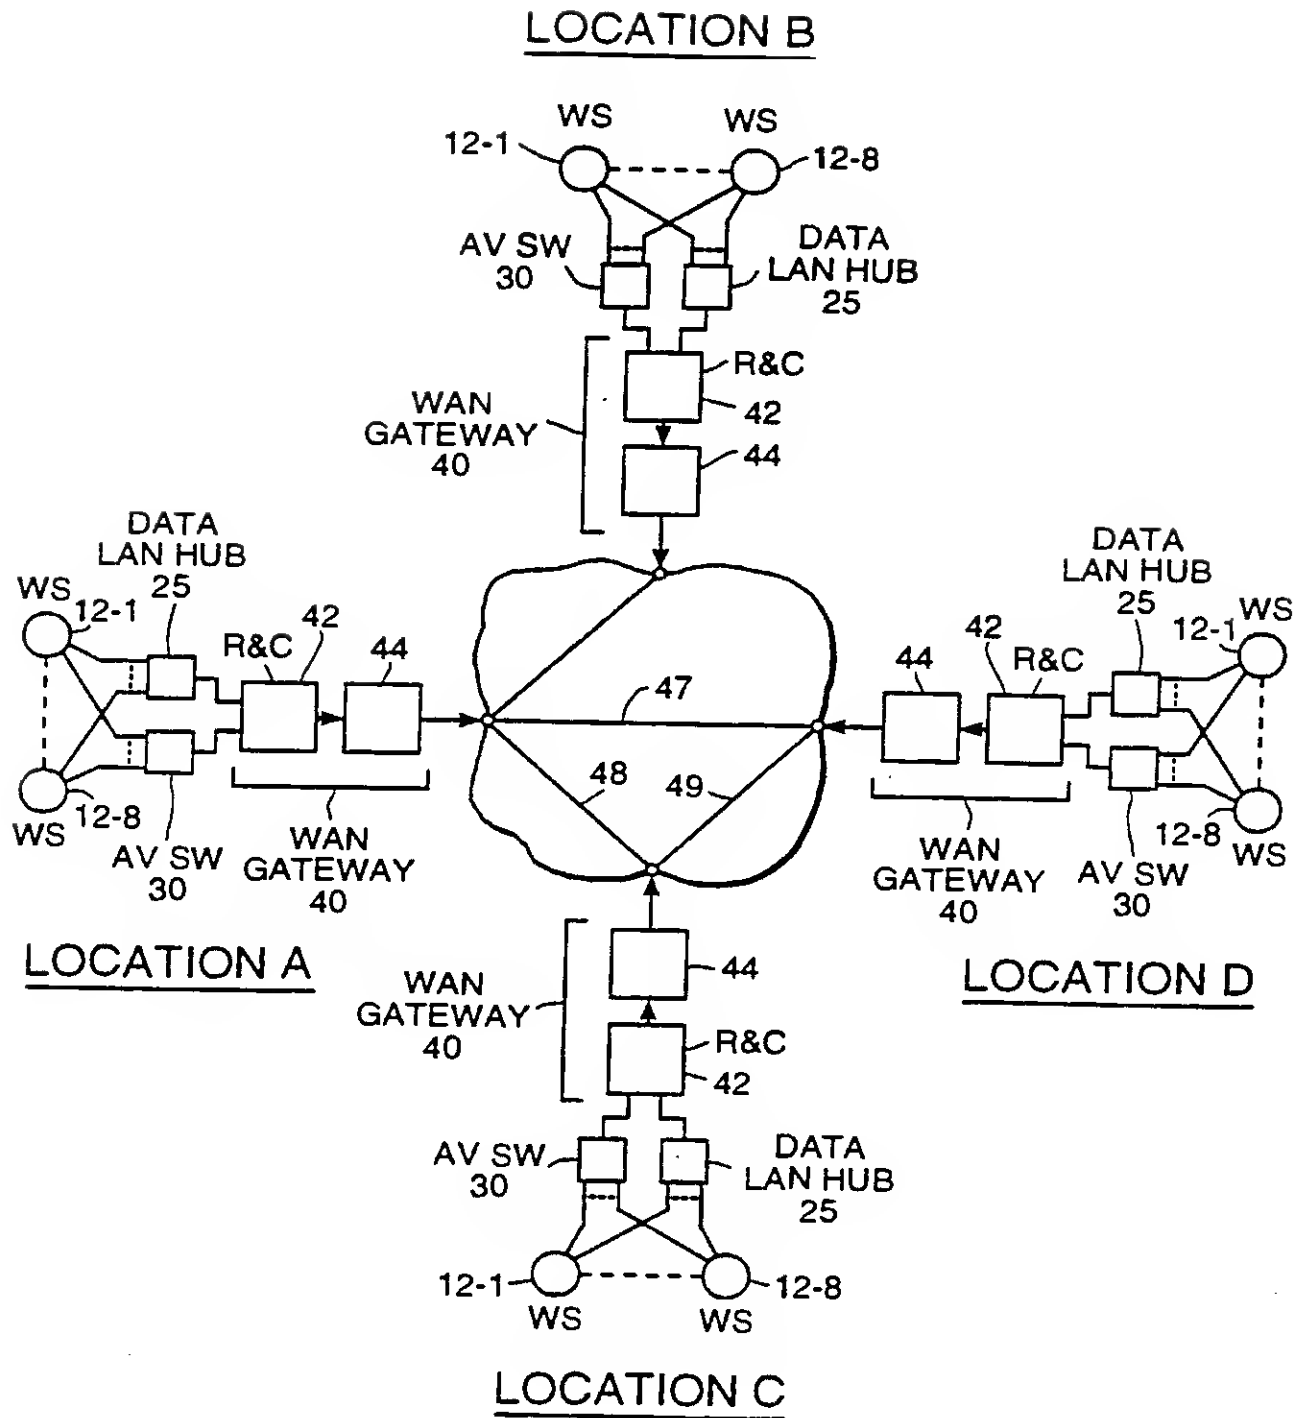 LOCATION B
WS
WS
12-1
12-8
AV SW
30
DATA
LAN HUB
25
R&C
42
WAN
GATEWAY
40
44
DATA
LAN HUB
25
WS
12-1
R&C
42
44
WS
12-8
AV SW
30
WAN
GATEWAY
40
LOCATION A
47
48
49
DATA
LAN HUB
25
WS
12-1
42
R&C
44
12-8
WS
AV SW
30
WAN
GATEWAY
40
LOCATION D
44
WAN
GATEWAY
40
R&C
42
AV SW
30
DATA
LAN HUB
25
12-1
12-8
WS
WS
LOCATION C